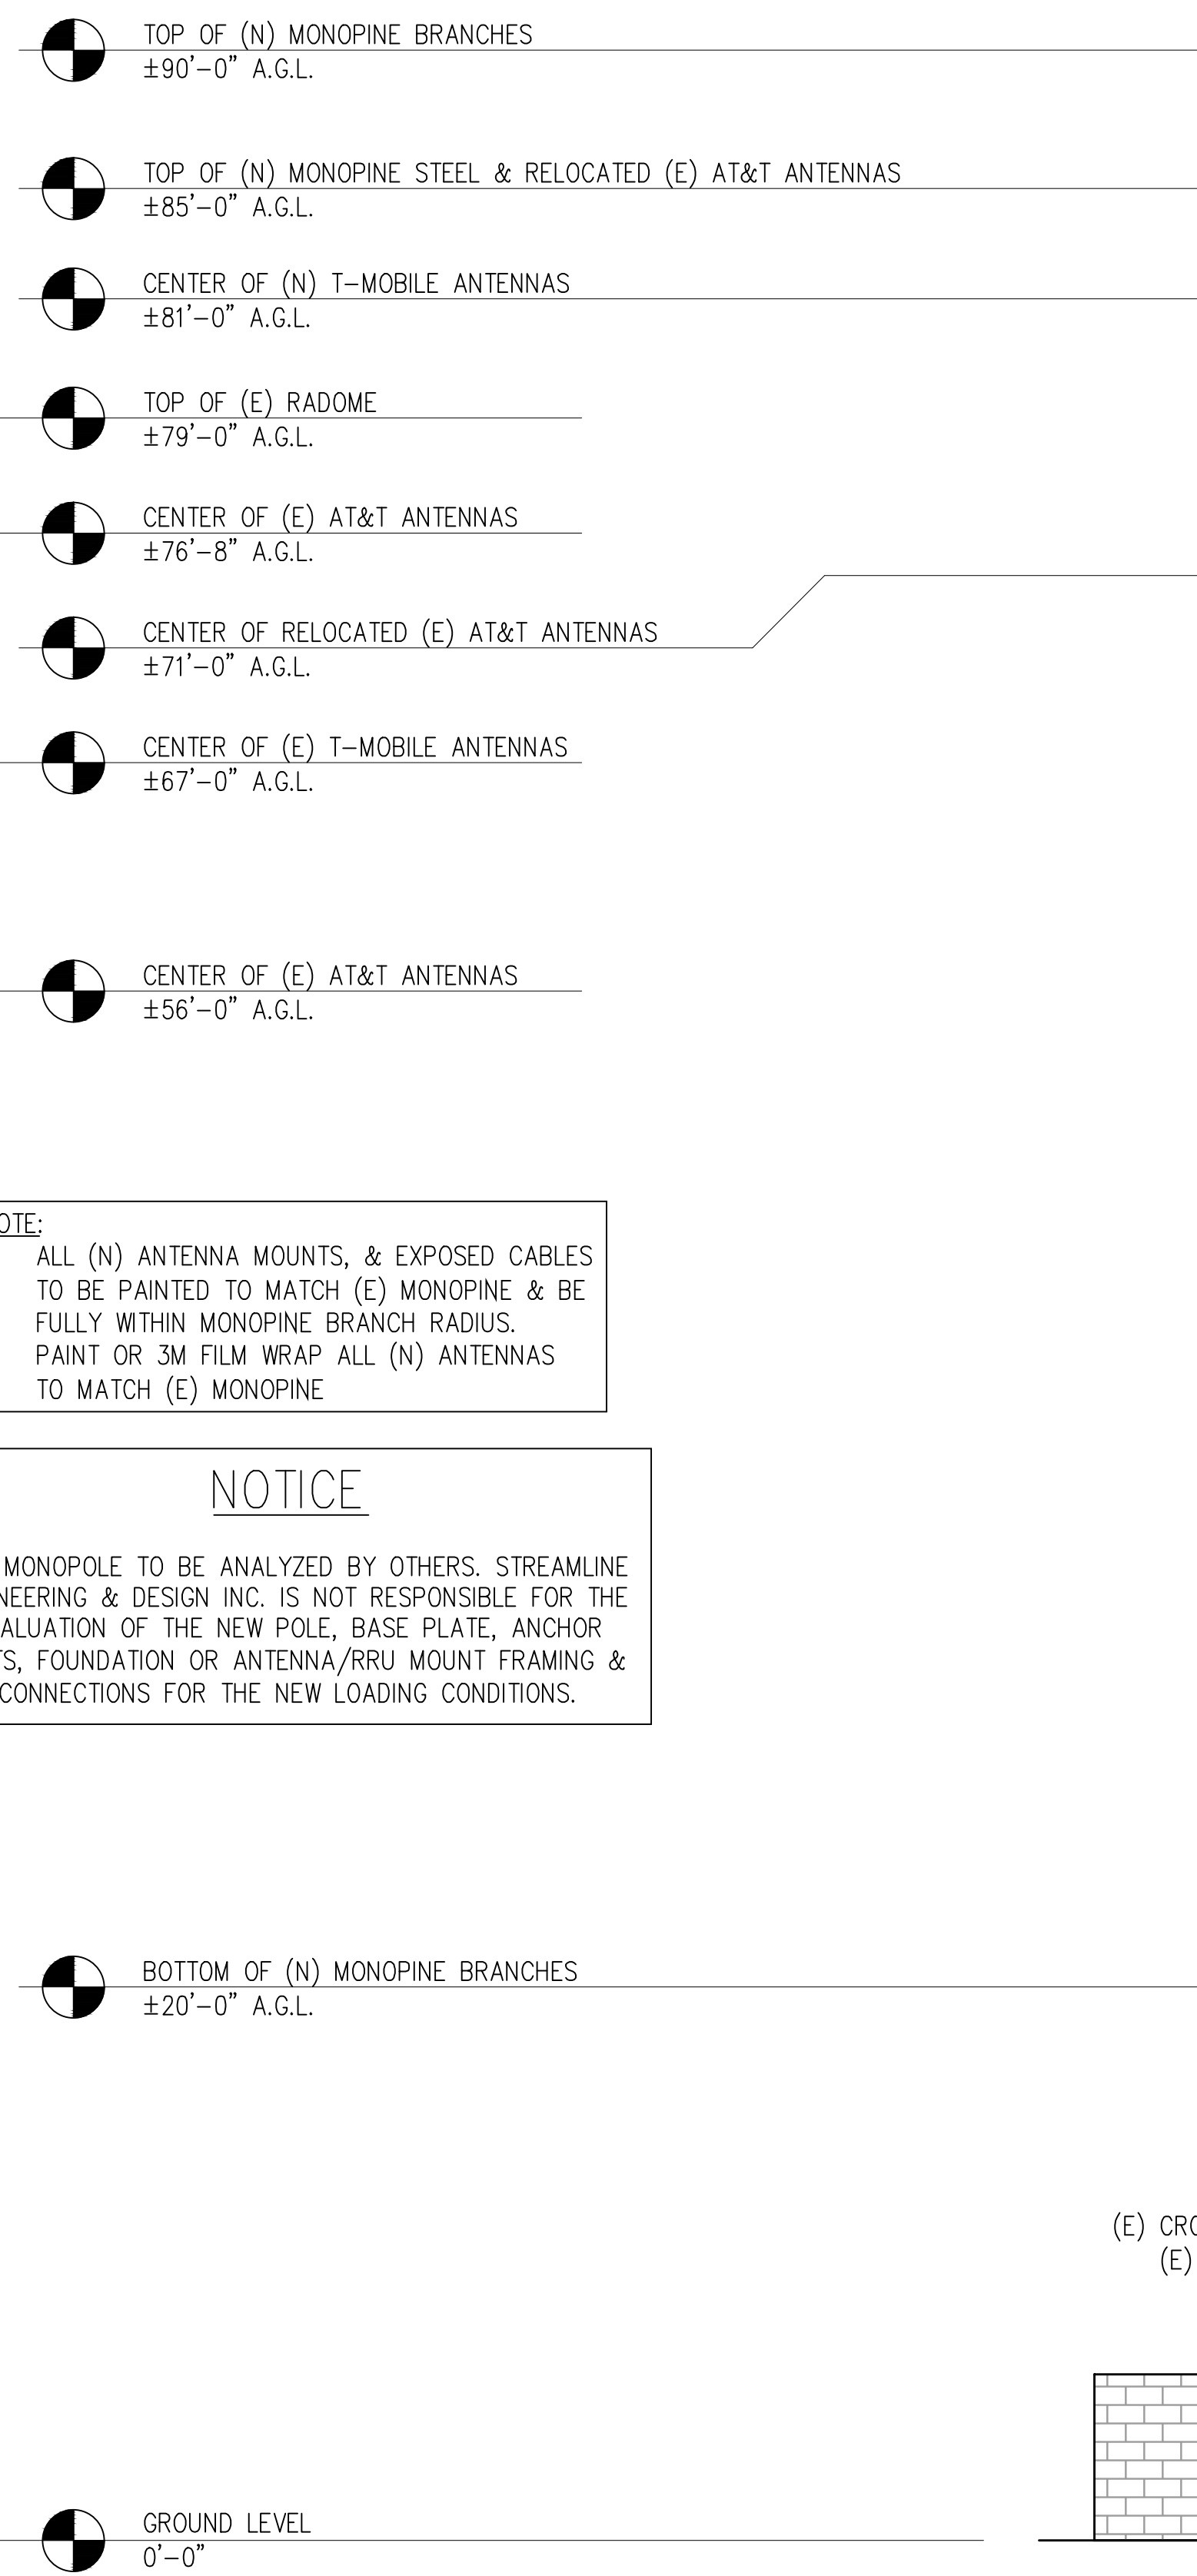 TOP OF (N) MONOPINE BRANCHES
±90'-0" A.G.L.
TOP OF (N) MONOPINE STEEL & RELOCATED (E) AT&T ANTENNAS
±85'-0" A.G.L.
CENTER OF (N) T-MOBILE ANTENNAS
±81'-0" A.G.L.
TOP OF (E) RADOME
±79'-0" A.G.L.
CENTER OF (E) AT&T ANTENNAS
±76'-8" A.G.L.
CENTER OF RELOCATED (E) AT&T ANTENNAS
±71'-0" A.G.L.
CENTER OF (E) T-MOBILE ANTENNAS
±67'-0" A.G.L.
CENTER OF (E) AT&T ANTENNAS
±56'-0" A.G.L.
OTE:
ALL (N) ANTENNA MOUNTS, & EXPOSED CABLES
TO BE PAINTED TO MATCH (E) MONOPINE & BE
FULLY WITHIN MONOPINE BRANCH RADIUS.
PAINT OR 3M FILM WRAP ALL (N) ANTENNAS
TO MATCH (E) MONOPINE
NOTICE
MONOPOLE TO BE ANALYZED BY OTHERS. STREAMLINE
NEERING & DESIGN INC. IS NOT RESPONSIBLE FOR THE
ALUATION OF THE NEW POLE, BASE PLATE, ANCHOR
TS, FOUNDATION OR ANTENNA/RRU MOUNT FRAMING &
CONNECTIONS FOR THE NEW LOADING CONDITIONS.
BOTTOM OF (N) MONOPINE BRANCHES
±20'-0" A.G.L.
(E) CRO
(E)
GROUND LEVEL
0'-0"